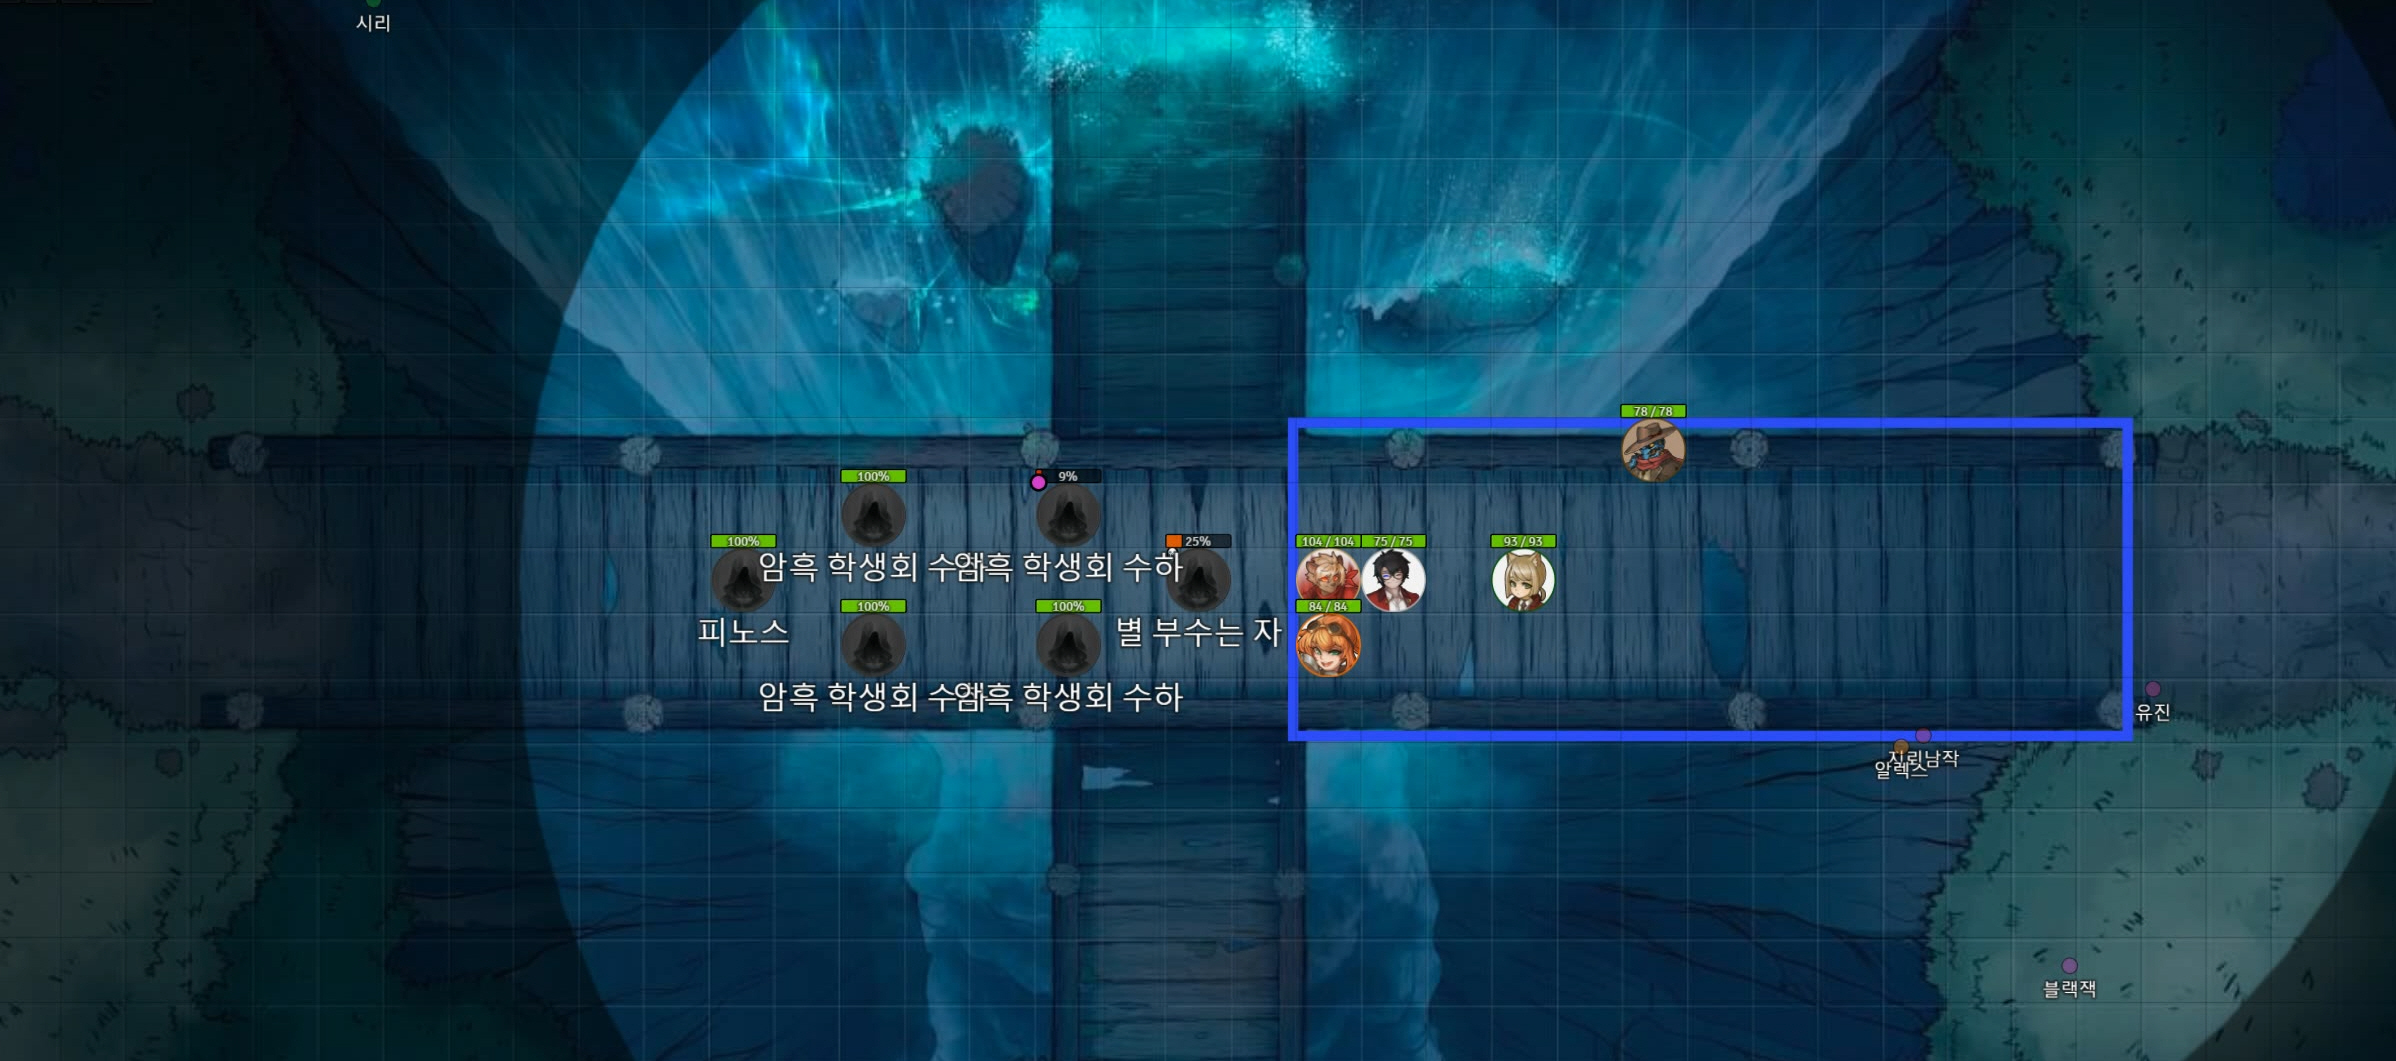 시리
78 / 78
100%
9%
100%
암흑 학생회 수하
암흑 학생회 수하
25%
104 / 104
75 / 75
93 / 93
피노스
100%
100%
별 부수는 자
84 / 84
암흑 학생회 수하
암흑 학생회 수하
유진
지뢰남작
알렉스
블랙잭